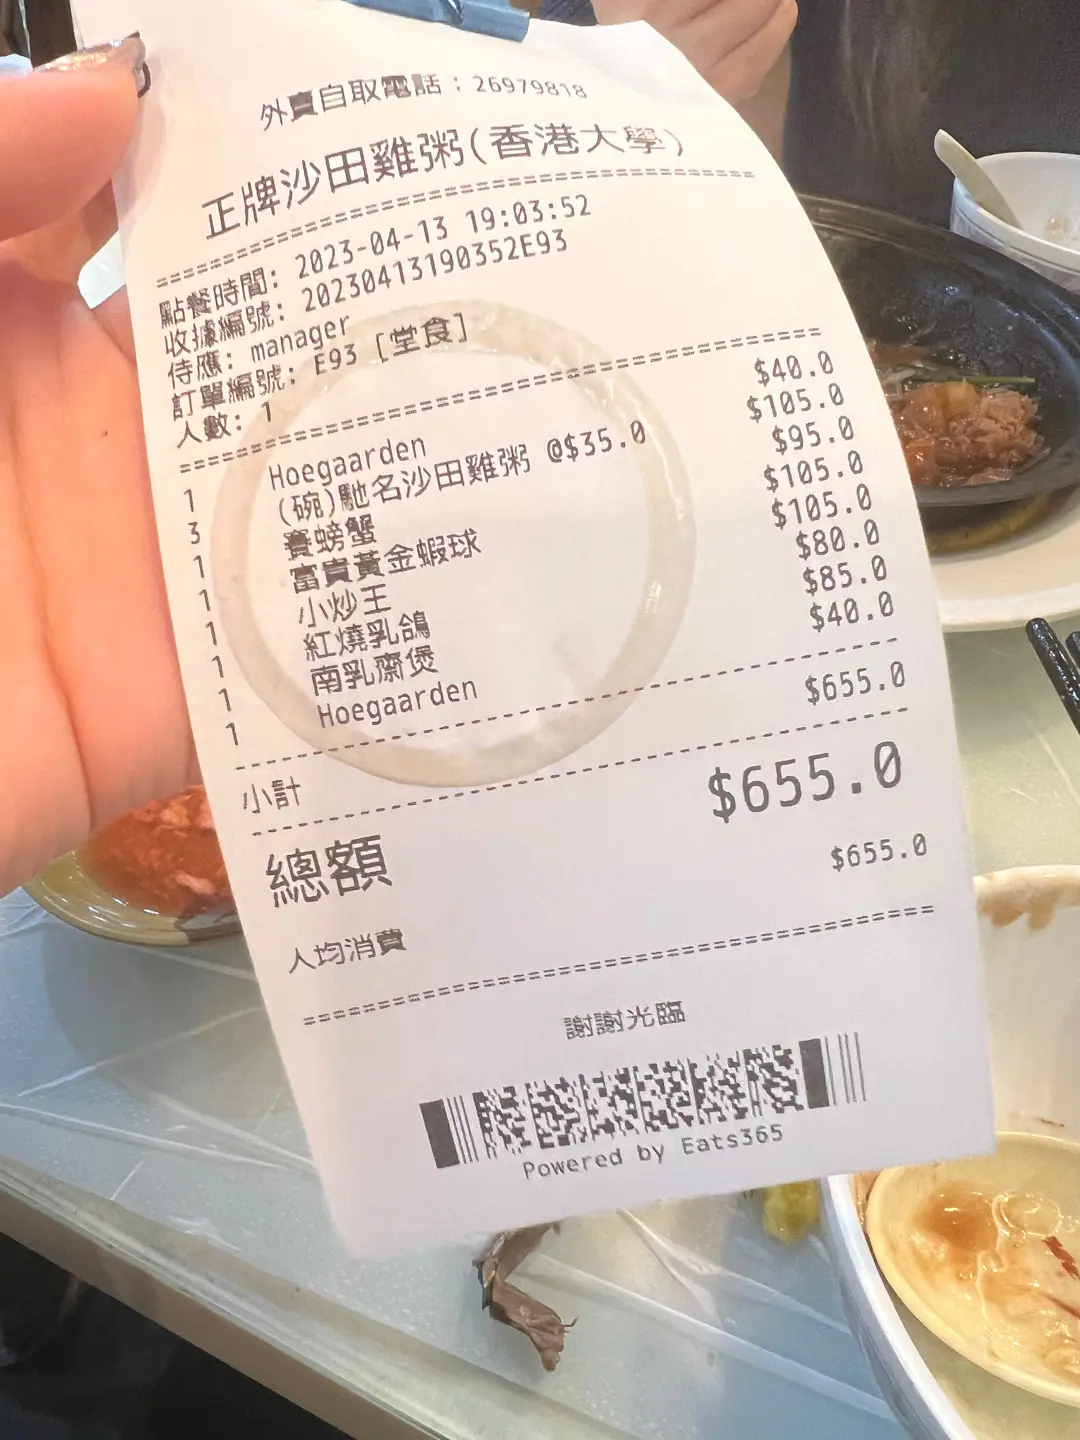 外賣自取電話：26979818
正牌沙田雞粥(香港大學)
點餐時間: 2023-04-13 19:03:52
收據編號: 20230413190352E93
侍應: manager
訂單編號: E93 [堂食]
人數: 1
1 Hoegaarden $40.0
3 (碗)馳名沙田雞粥 @$35.0 $105.0
1 賽螃蟹 $95.0
1 富貴黃金蝦球 $105.0
1 小炒王 $105.0
1 紅燒乳鴿 $80.0
1 南乳齋煲 $85.0
1 Hoegaarden $40.0
小計 $655.0
總額 $655.0
人均消費 $655.0
謝謝光臨
Powered by Eats365